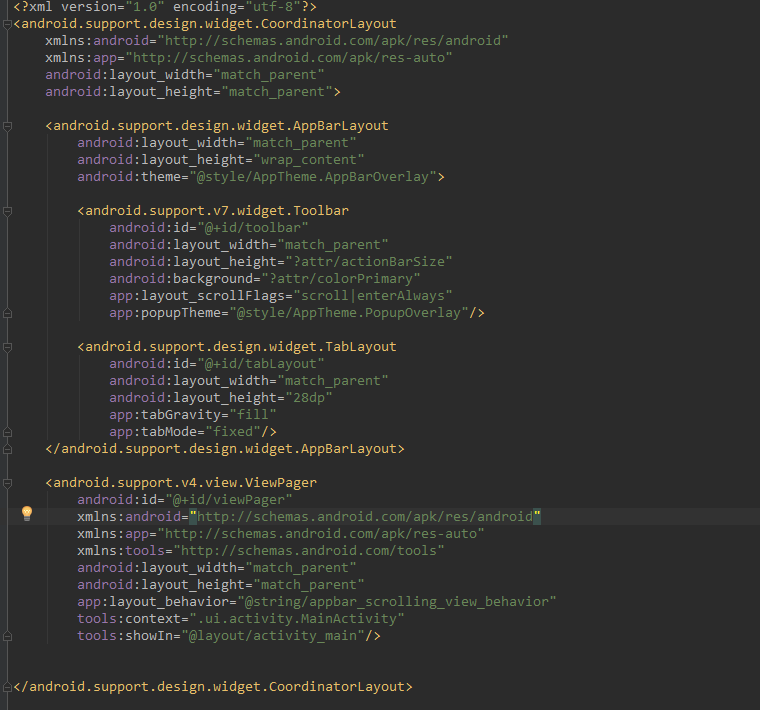 <?xml version="1.0" encoding="utf-8"?>
<android.support.design.widget.CoordinatorLayout
    xmlns:android="http://schemas.android.com/apk/res/android"
    xmlns:app="http://schemas.android.com/apk/res-auto"
    android:layout_width="match_parent"
    android:layout_height="match_parent">

    <android.support.design.widget.AppBarLayout
        android:layout_width="match_parent"
        android:layout_height="wrap_content"
        android:theme="@style/AppTheme.AppBarOverlay">

        <android.support.v7.widget.Toolbar
            android:id="@+id/toolbar"
            android:layout_width="match_parent"
            android:layout_height="?attr/actionBarSize"
            android:background="?attr/colorPrimary"
            app:layout_scrollFlags="scroll|enterAlways"
            app:popupTheme="@style/AppTheme.PopupOverlay"/>

        <android.support.design.widget.TabLayout
            android:id="@+id/tabLayout"
            android:layout_width="match_parent"
            android:layout_height="28dp"
            app:tabGravity="fill"
            app:tabMode="fixed"/>
    </android.support.design.widget.AppBarLayout>

    <android.support.v4.view.ViewPager
        android:id="@+id/viewPager"
        xmlns:android="http://schemas.android.com/apk/res/android"
        xmlns:app="http://schemas.android.com/apk/res-auto"
        xmlns:tools="http://schemas.android.com/tools"
        android:layout_width="match_parent"
        android:layout_height="match_parent"
        app:layout_behavior="@string/appbar_scrolling_view_behavior"
        tools:context=".ui.activity.MainActivity"
        tools:showIn="@layout/activity_main"/>

</android.support.design.widget.CoordinatorLayout>